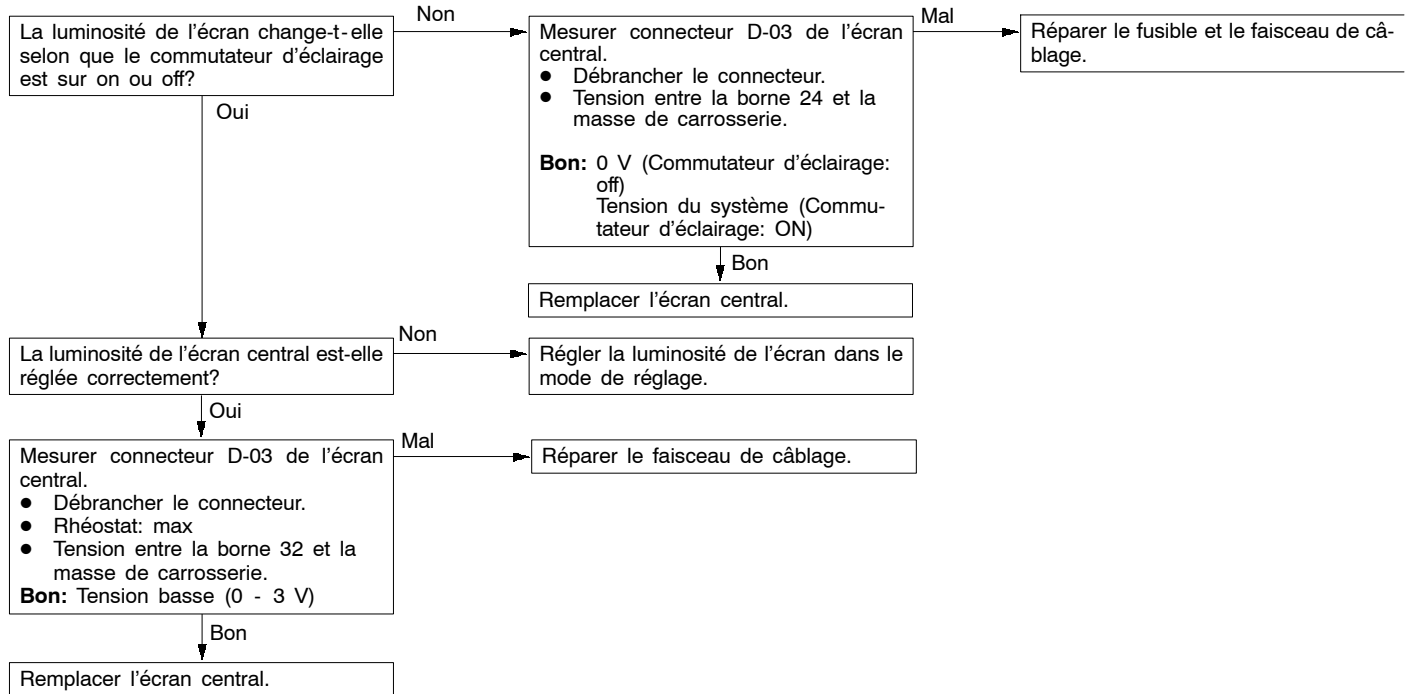 La luminosité de l'écran change-t-elle
selon que le commutateur d'éclairage
est sur on ou off?
Non
Mesurer connecteur D-03 de l'écran
central.
● Débrancher le connecteur.
● Tension entre la borne 24 et la
masse de carrosserie.
Bon: 0 V (Commutateur d'éclairage:
off)
Tension du système (Commu-
tateur d'éclairage: ON)
Mal
Réparer le fusible et le faisceau de câ-
blage.
Bon
Remplacer l'écran central.
Oui
La luminosité de l'écran central est-elle
réglée correctement?
Non
Régler la luminosité de l'écran dans le
mode de réglage.
Oui
Mesurer connecteur D-03 de l'écran
central.
● Débrancher le connecteur.
● Rhéostat: max
● Tension entre la borne 32 et la
masse de carrosserie.
Bon: Tension basse (0 - 3 V)
Mal
Réparer le faisceau de câblage.
Bon
Remplacer l'écran central.